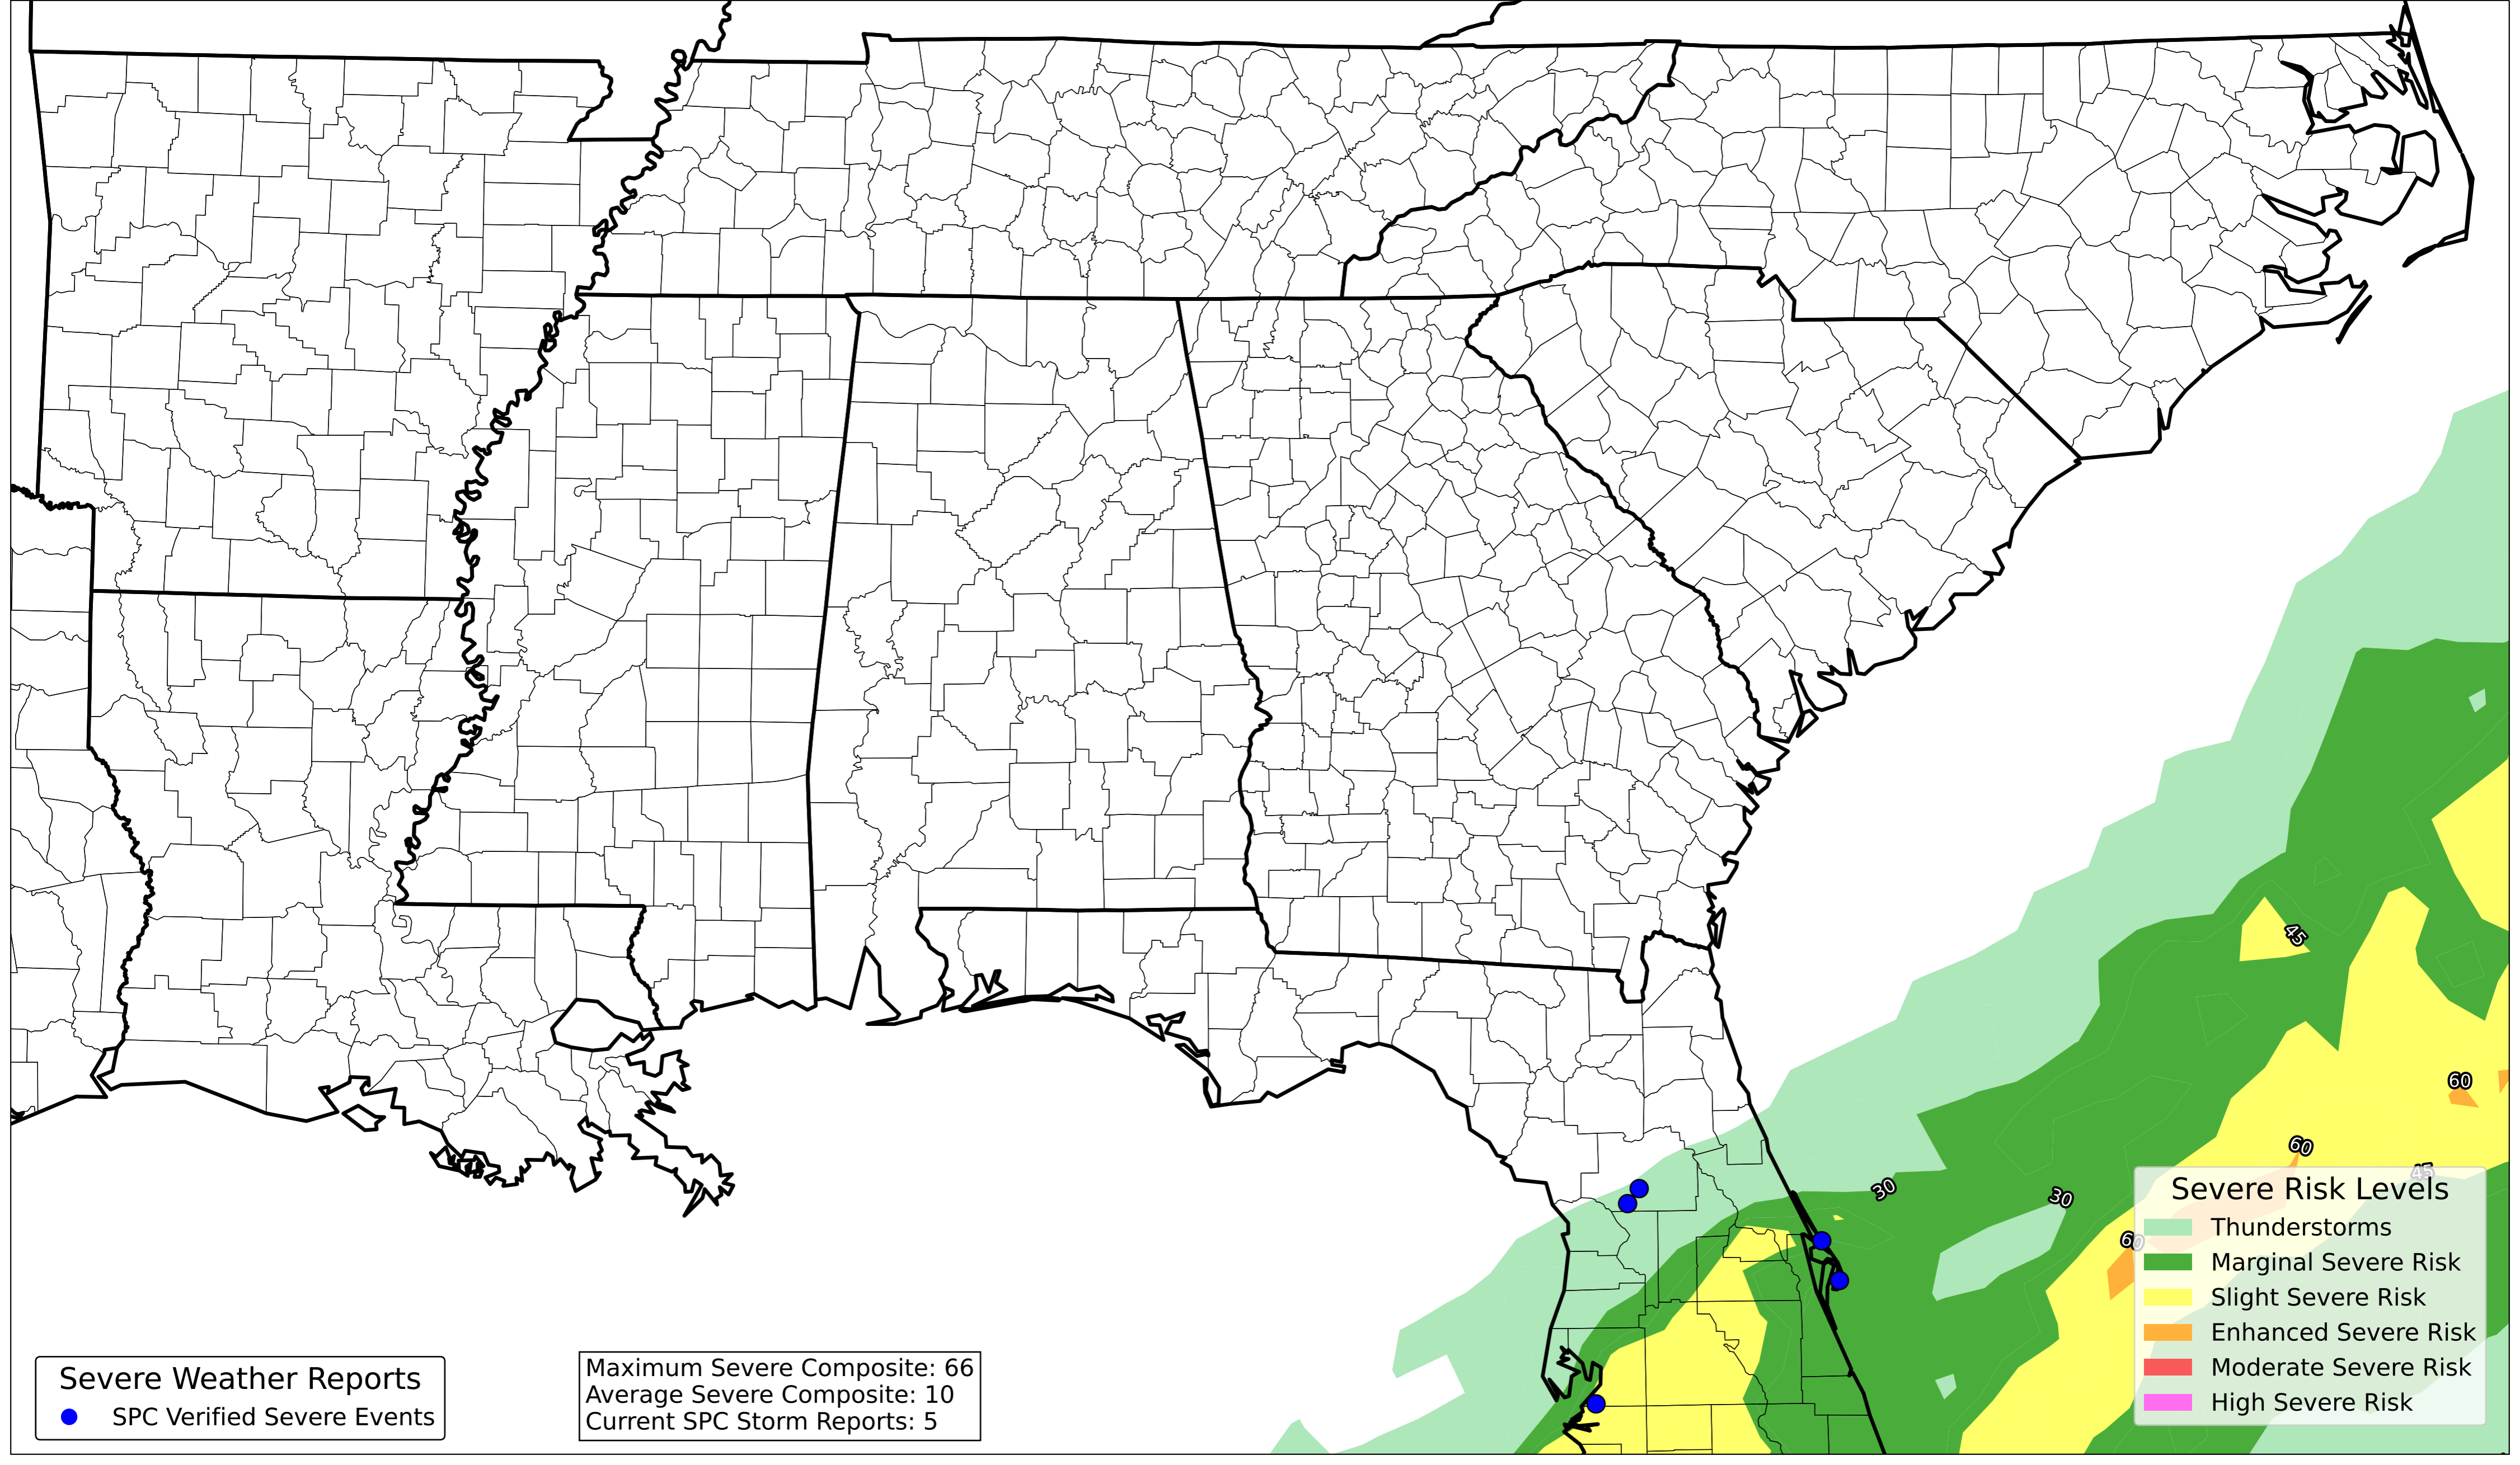 45
60
60
45
30
30
60
Severe Risk Levels
Thunderstorms
Marginal Severe Risk
Slight Severe Risk
Enhanced Severe Risk
Moderate Severe Risk
High Severe Risk
Severe Weather Reports
SPC Verified Severe Events
Maximum Severe Composite: 66
Average Severe Composite: 10
Current SPC Storm Reports: 5